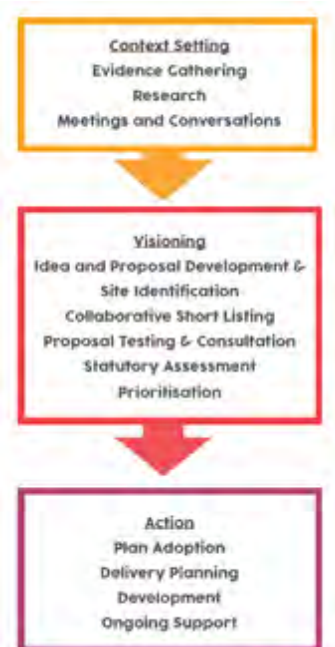 Context Setting
Evidence Gathering
Research
Meetings and Conversations
Visioning
Idea and Proposal Development &
Site Identification
Collaborative Short Listing
Proposal Testing & Consultation
Statutory Assessment
Prioritisation
Action
Plan Adoption
Delivery Planning
Development
Ongoing Support